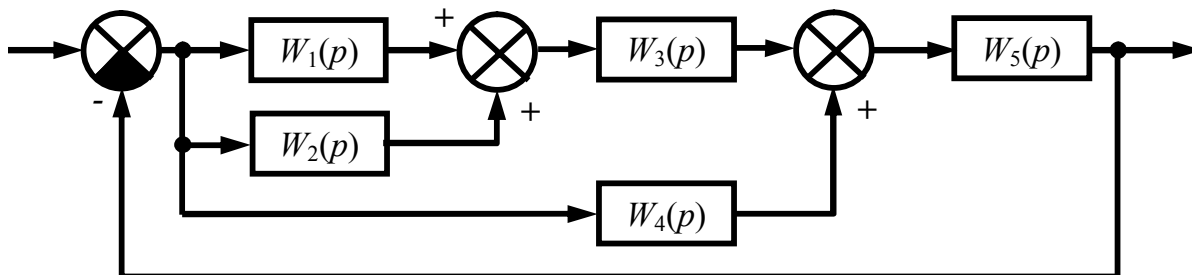 +
W₁(p)
W₃(p)
W₅(p)
-
+
+
W₂(p)
W₄(p)